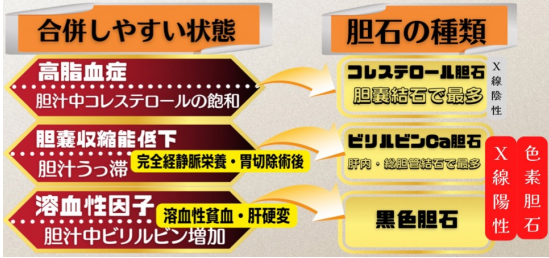 合併しやすい状態
胆石の種類
高脂血症
胆汁中コレステロールの飽和
コレステロール胆石
胆嚢結石で最多
X線陰性
胆嚢収縮能低下
胆汁うっ滞
完全経静脈栄養・胃切除術後
ビリルビンCa胆石
肝内・総胆管結石で最多
溶血性因子
胆汁中ビリルビン増加
溶血性貧血・肝硬変
黒色胆石
X線陽性
色素胆石